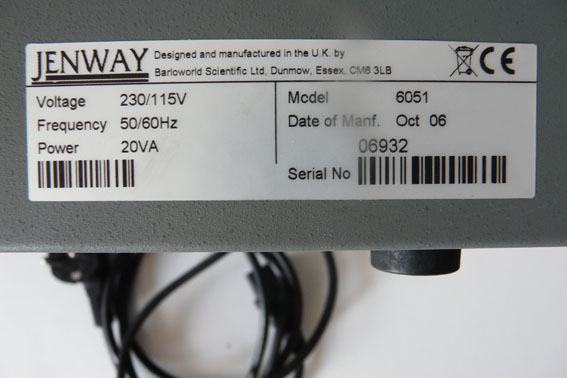 JENWAY
Designed and manufactured in the U.K. by
Barloworld Scientific Ltd, Dunmow, Essex, CM6 3LB
CE
Voltage 230/115V
Frequency 50/60Hz
Power 20VA
Model 6051
Date of Manf. Oct 06
06932
Serial No